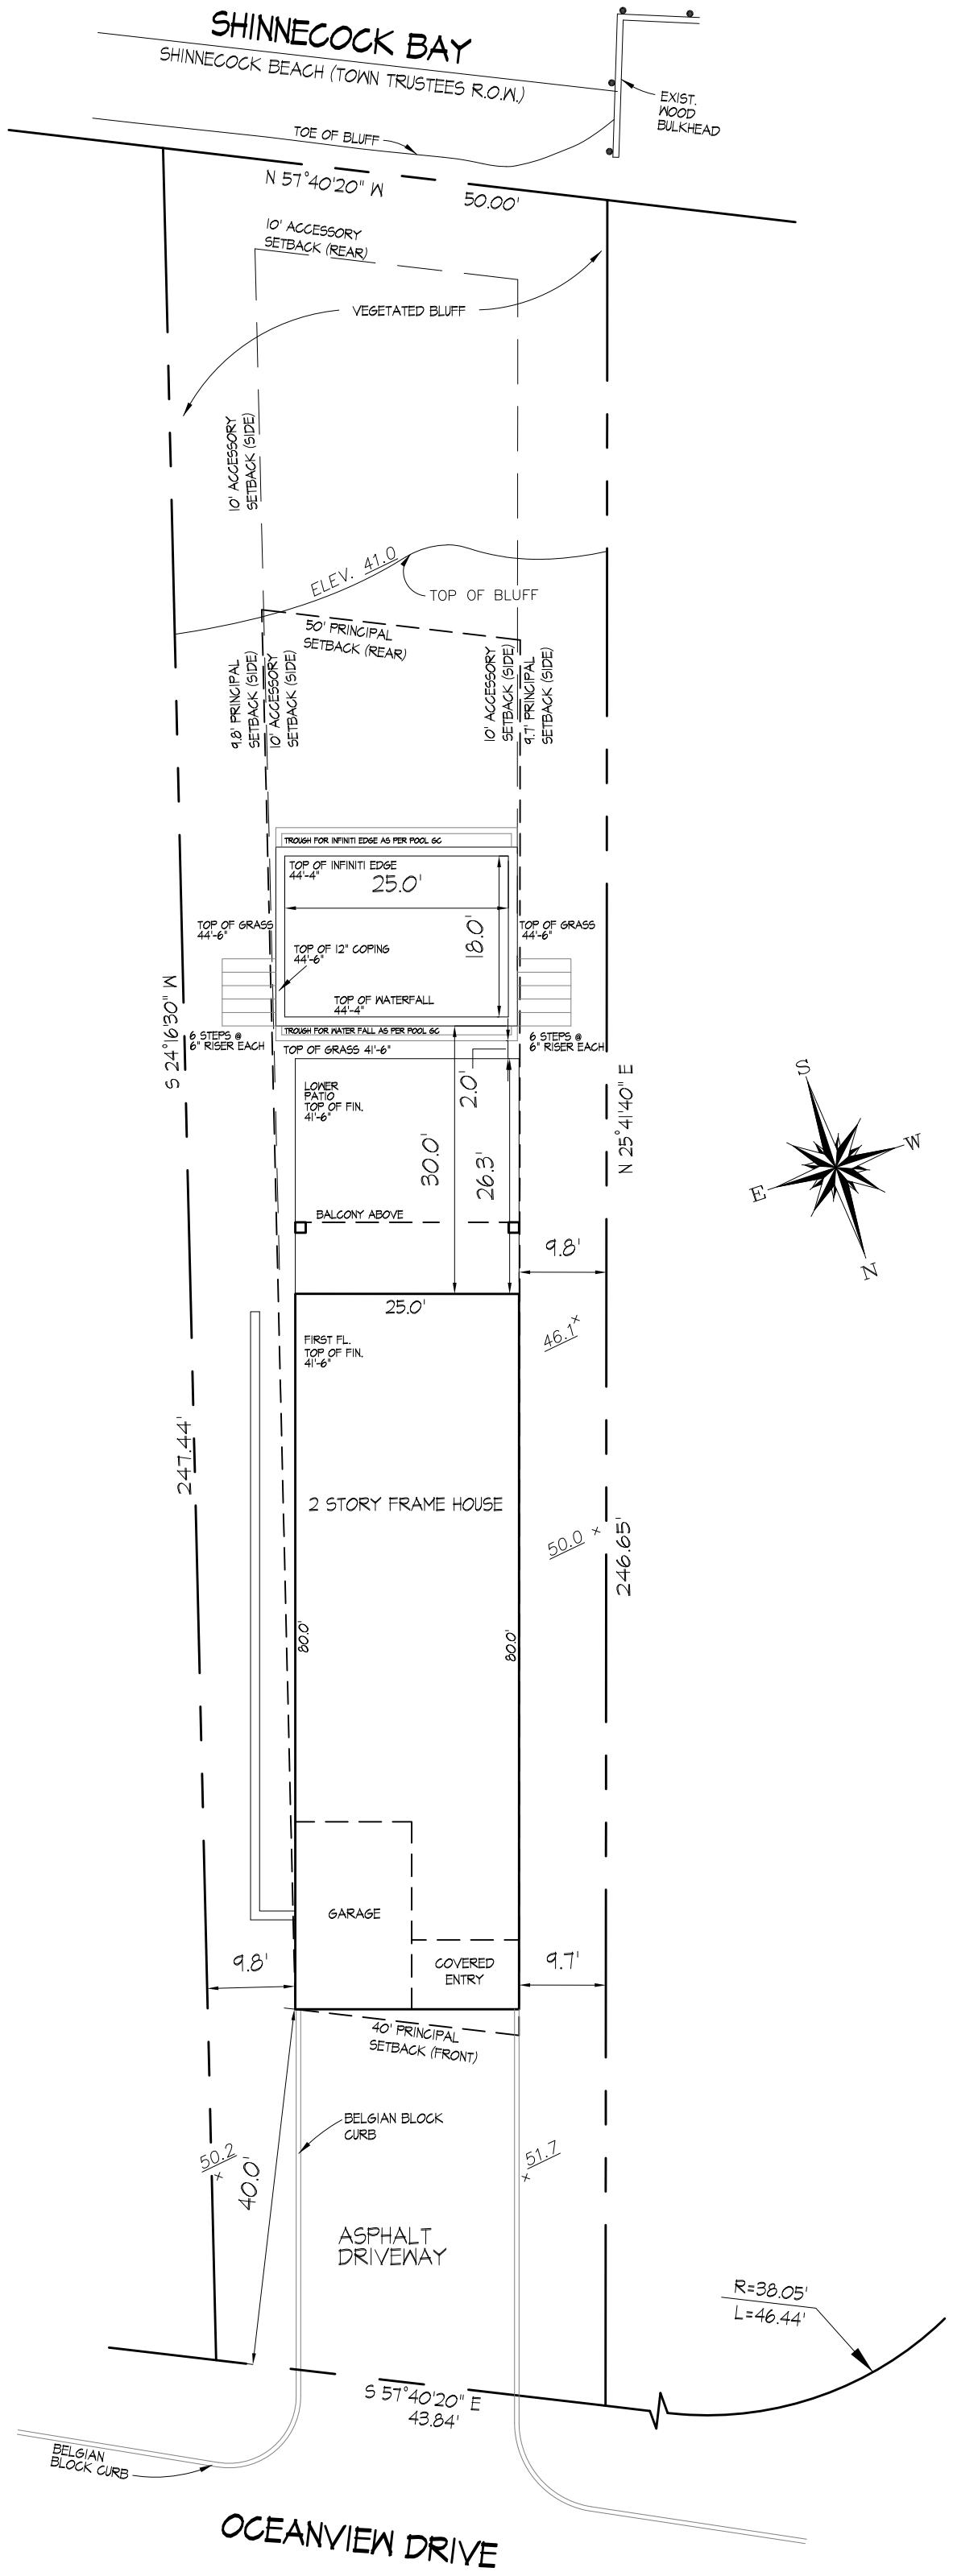 SHINNECOCK BAY
SHINNECOCK BEACH (TOWN TRUSTEES R.O.W.)
EXIST.
WOOD
BULKHEAD
TOE OF BLUFF
N 57°40'20" W
50.00'
10' ACCESSORY
SETBACK (REAR)
VEGETATED BLUFF
10' ACCESSORY
SETBACK (SIDE)
ELEV. 41.0
TOP OF BLUFF
50' PRINCIPAL
SETBACK (REAR)
9.8' PRINCIPAL
SETBACK (SIDE)
10' ACCESSORY
SETBACK (SIDE)
10' ACCESSORY
SETBACK (SIDE)
9.7' PRINCIPAL
SETBACK (SIDE)
TROUGH FOR INFINITI EDGE AS PER POOL GC
TOP OF INFINITI EDGE
44'-4"
25.0'
18.0'
TOP OF GRASS
44'-6"
TOP OF GRASS
44'-6"
TOP OF 12" COPING
44'-6"
TOP OF WATERFALL
44'-4"
TROUGH FOR WATER FALL AS PER POOL GC
6 STEPS @
6" RISER EACH
6 STEPS @
6" RISER EACH
TOP OF GRASS 41'-6"
S 24°16'30" W
N 25°41'40" E
LOWER
PATIO
TOP OF FIN.
41'-6"
2.0'
30.0'
26.3'
S
W
E
N
BALCONY ABOVE
9.8'
25.0'
46.1
FIRST FL.
TOP OF FIN.
41'-6"
247.44'
2 STORY FRAME HOUSE
50.0
246.65'
80.0'
80.0'
GARAGE
COVERED
ENTRY
9.8'
9.7'
40' PRINCIPAL
SETBACK (FRONT)
BELGIAN BLOCK
CURB
50.2
40.0'
51.7
ASPHALT
DRIVEWAY
R=38.05'
L=46.44'
S 57°40'20" E
43.84'
BELGIAN
BLOCK CURB
OCEANVIEW DRIVE